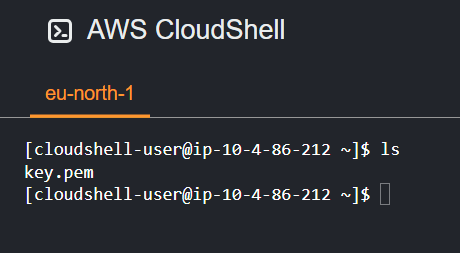 AWS CloudShell
eu-north-1
[cloudshell-user@ip-10-4-86-212 ~]$ ls
key.pem
[cloudshell-user@ip-10-4-86-212 ~]$